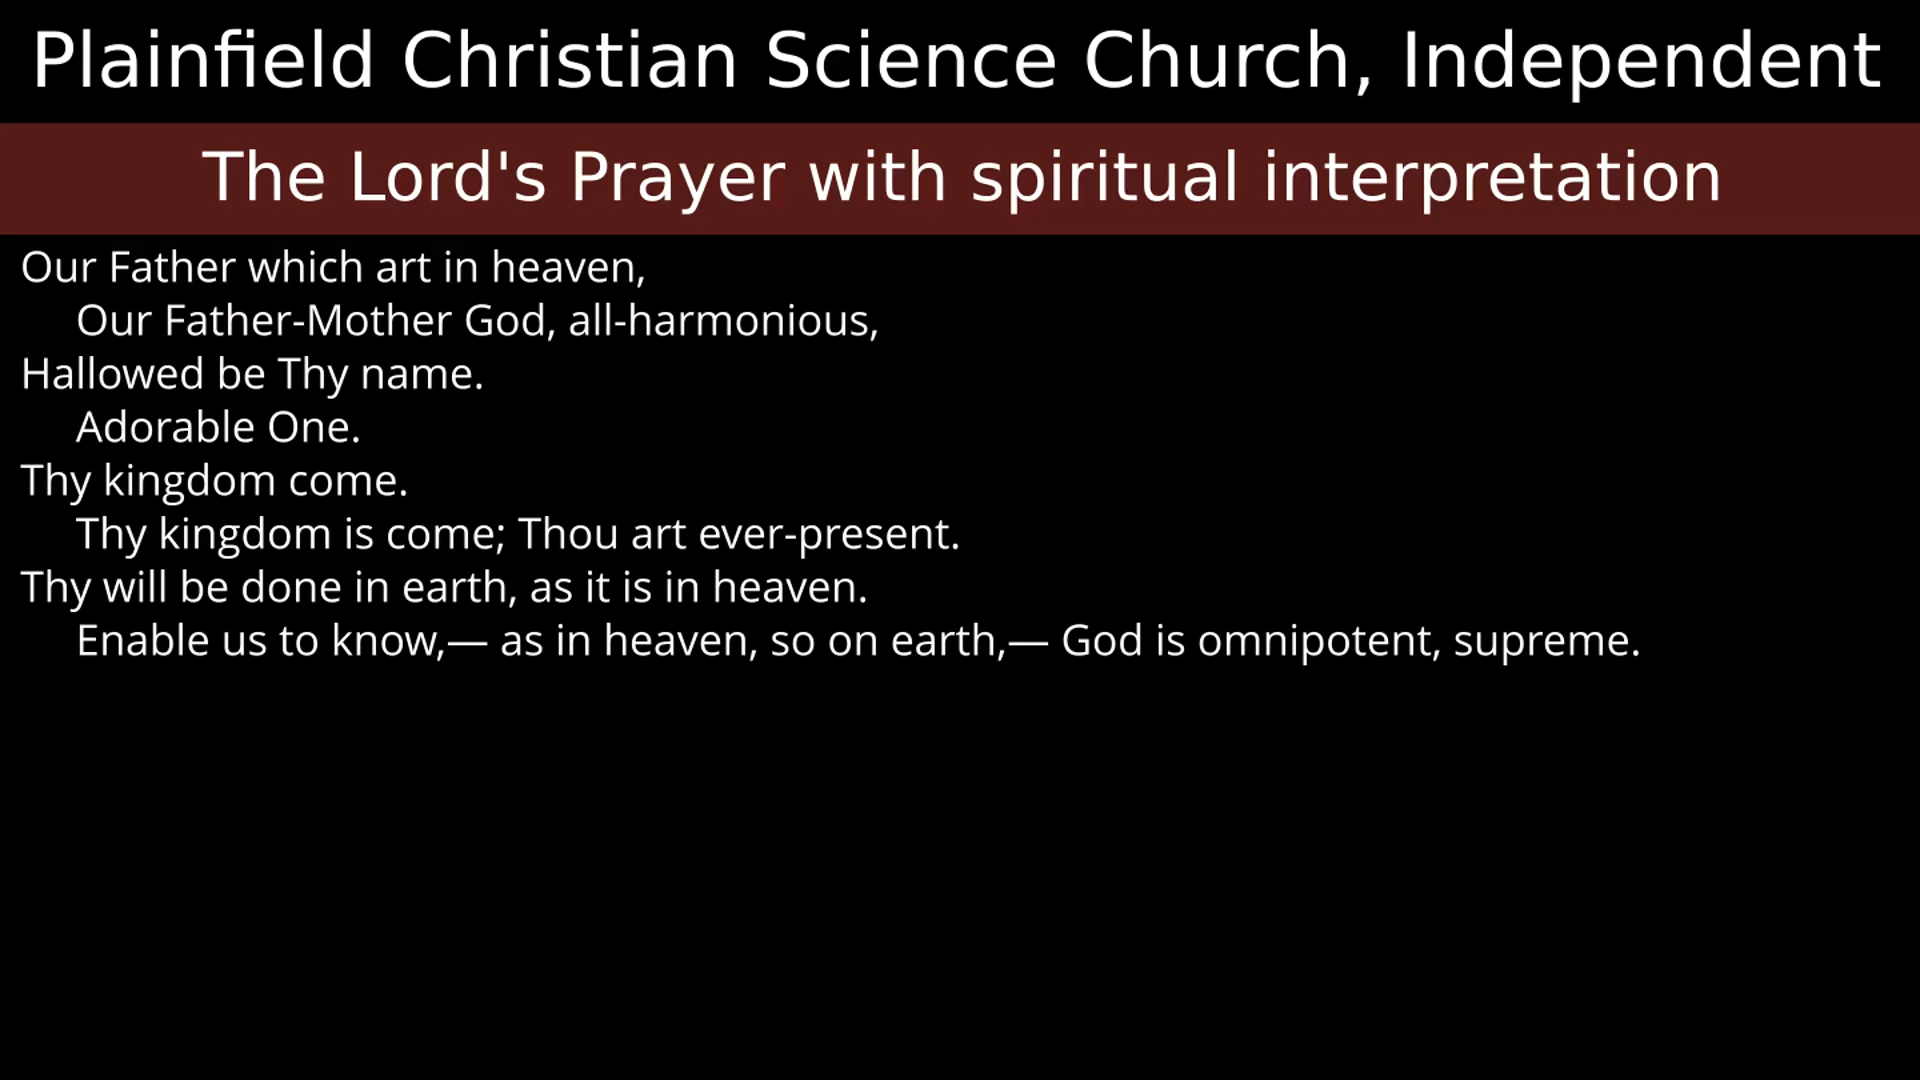 Plainfield Christian Science Church, Independent
The Lord's Prayer with spiritual interpretation
Our Father which art in heaven,
Our Father-Mother God, all-harmonious,
Hallowed be Thy name.
Adorable One.
Thy kingdom come.
Thy kingdom is come; Thou art ever-present.
Thy will be done in earth, as it is in heaven.
Enable us to know,— as in heaven, so on earth,— God is omnipotent, supreme.